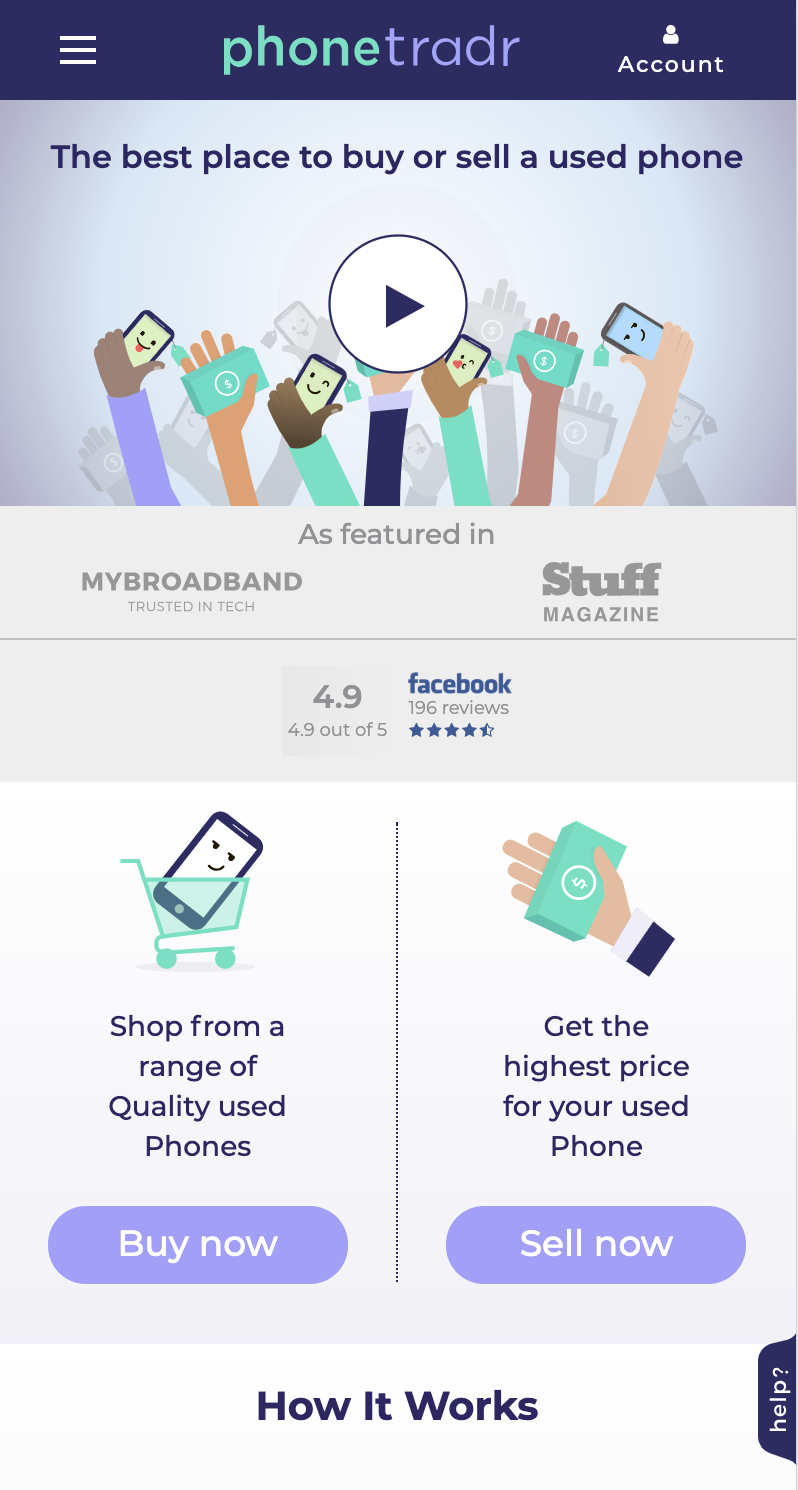 phonetradr
Account
The best place to buy or sell a used phone
As featured in
MYBROADBAND
TRUSTED IN TECH
Stuff
MAGAZINE
4.9
4.9 out of 5
facebook
196 reviews
Shop from a
range of
Quality used
Phones
Buy now
Get the
highest price
for your used
Phone
Sell now
help?
How It Works